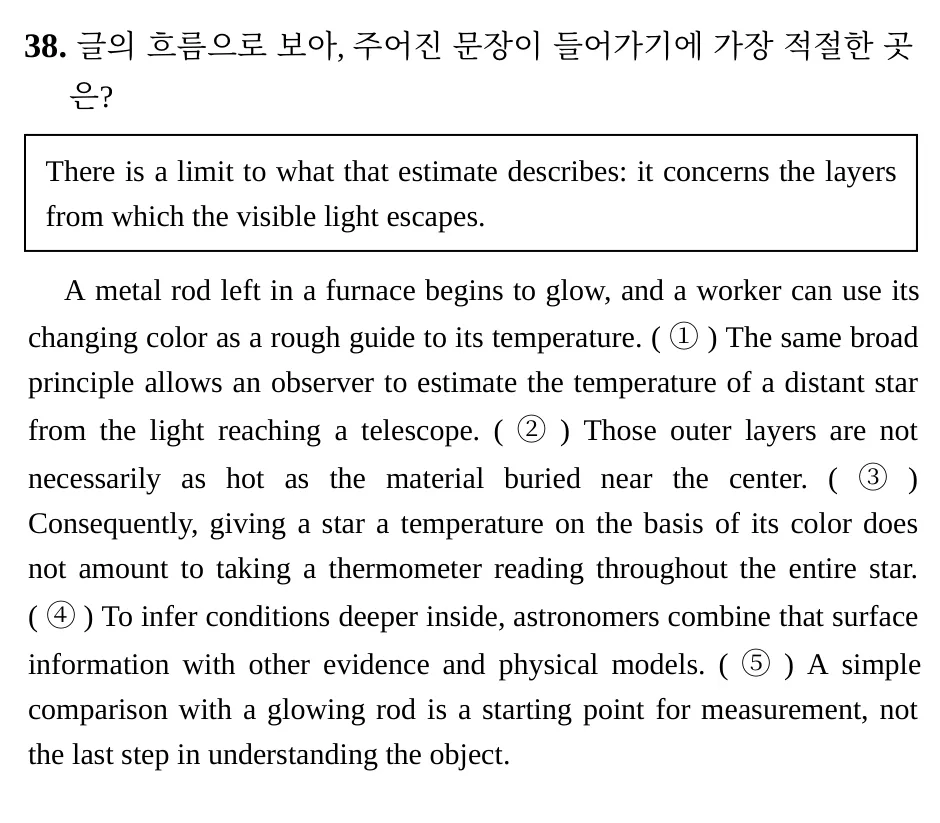 38. 글의 흐름으로 보아, 주어진 문장이 들어가기에 가장 적절한 곳
은?
There is a limit to what that estimate describes: it concerns the layers
from which the visible light escapes.
A metal rod left in a furnace begins to glow, and a worker can use its
changing color as a rough guide to its temperature. ( ① ) The same broad
principle allows an observer to estimate the temperature of a distant star
from the light reaching a telescope. ( ② ) Those outer layers are not
necessarily as hot as the material buried near the center. ( ③ )
Consequently, giving a star a temperature on the basis of its color does
not amount to taking a thermometer reading throughout the entire star.
( ④ ) To infer conditions deeper inside, astronomers combine that surface
information with other evidence and physical models. ( ⑤ ) A simple
comparison with a glowing rod is a starting point for measurement, not
the last step in understanding the object.